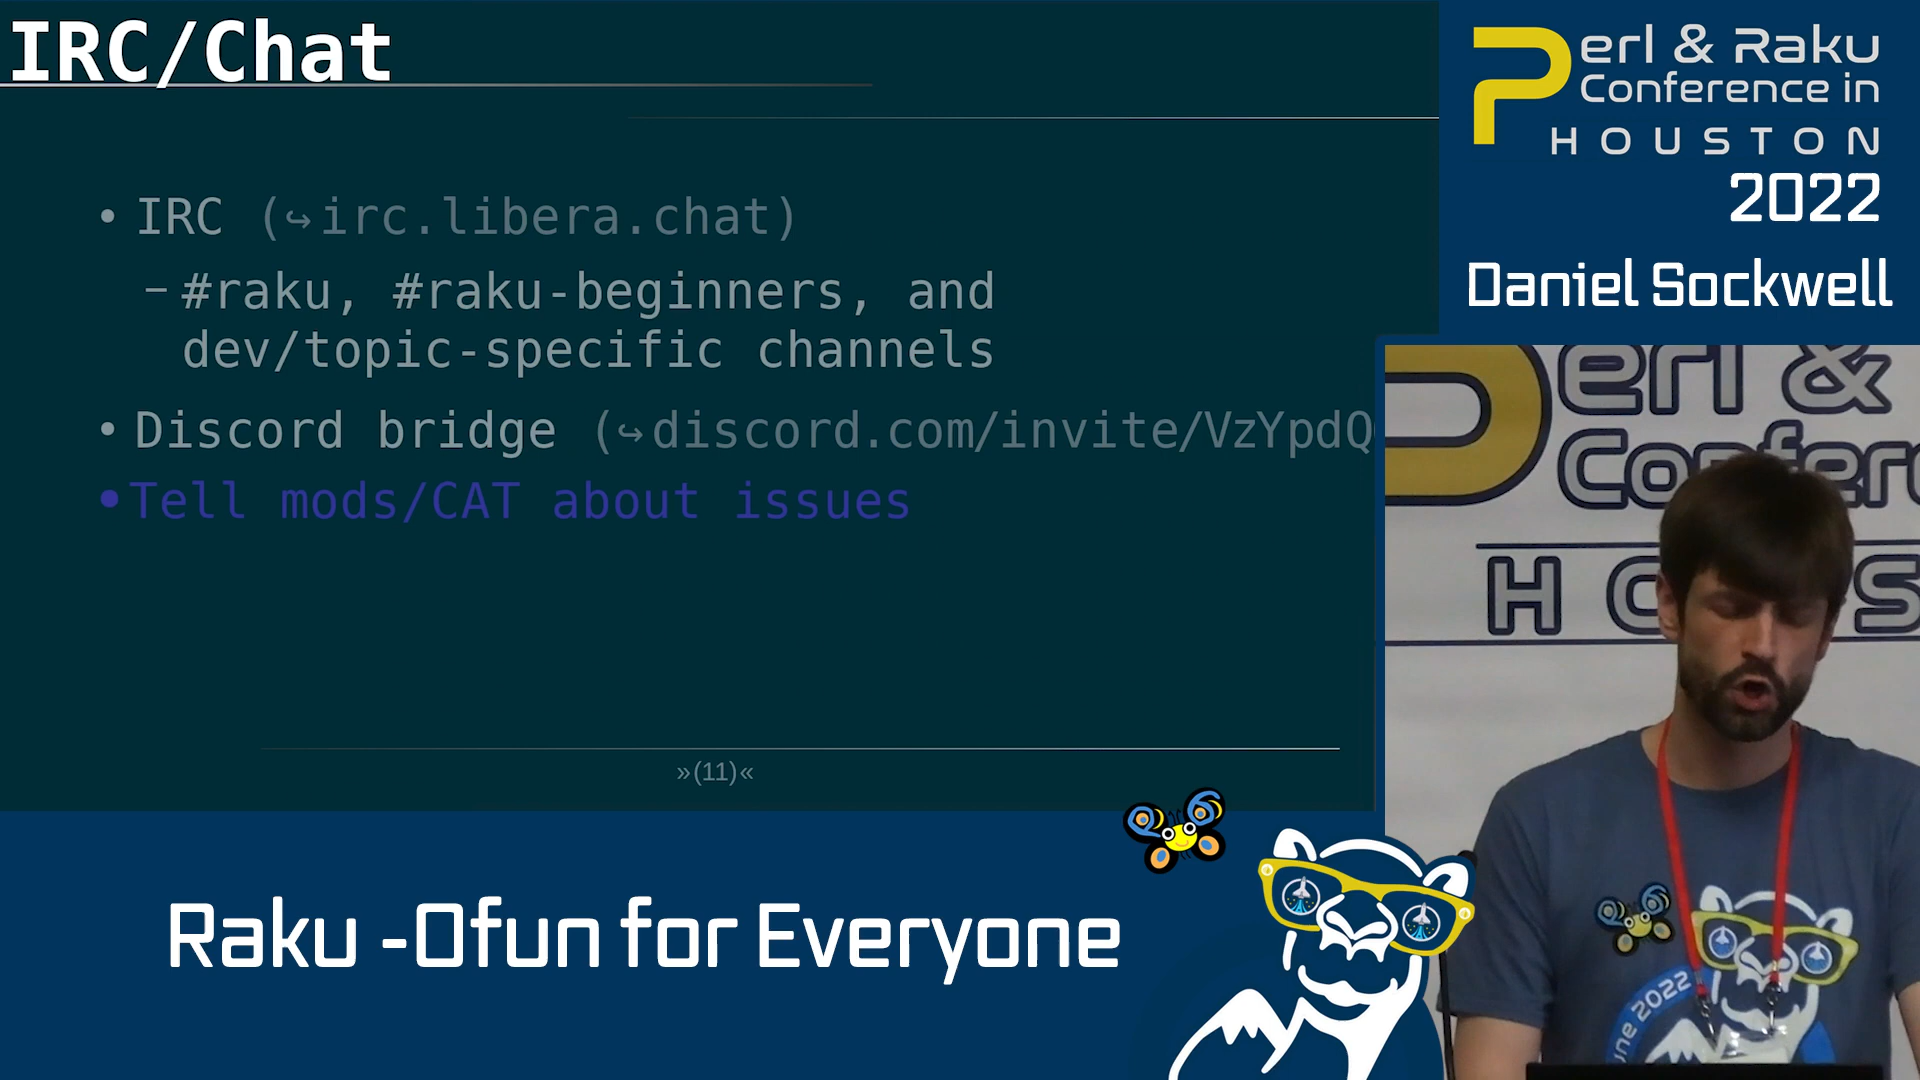 IRC/Chat
• IRC (↪irc.libera.chat)
– #raku, #raku-beginners, and
dev/topic-specific channels
• Discord bridge (↪discord.com/invite/VzYpdQ
•Tell mods/CAT about issues
»(11)«
Perl & Raku
Conference in
HOUSTON
2022
Daniel Sockwell
Perl &
Raku -Ofun for Everyone
2022